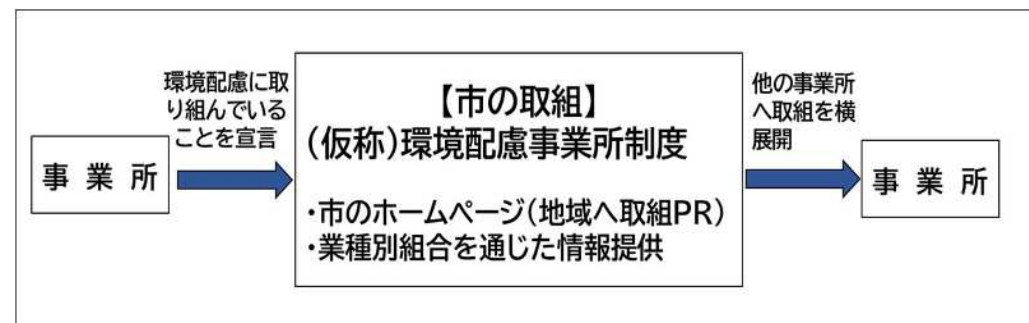 事 業 所
環境配慮に取
り組んでいる
ことを宣言
【市の取組】
(仮称)環境配慮事業所制度
・市のホームページ(地域へ取組PR)
・業種別組合を通じた情報提供
他の事業所
へ取組を横
展開
事 業 所